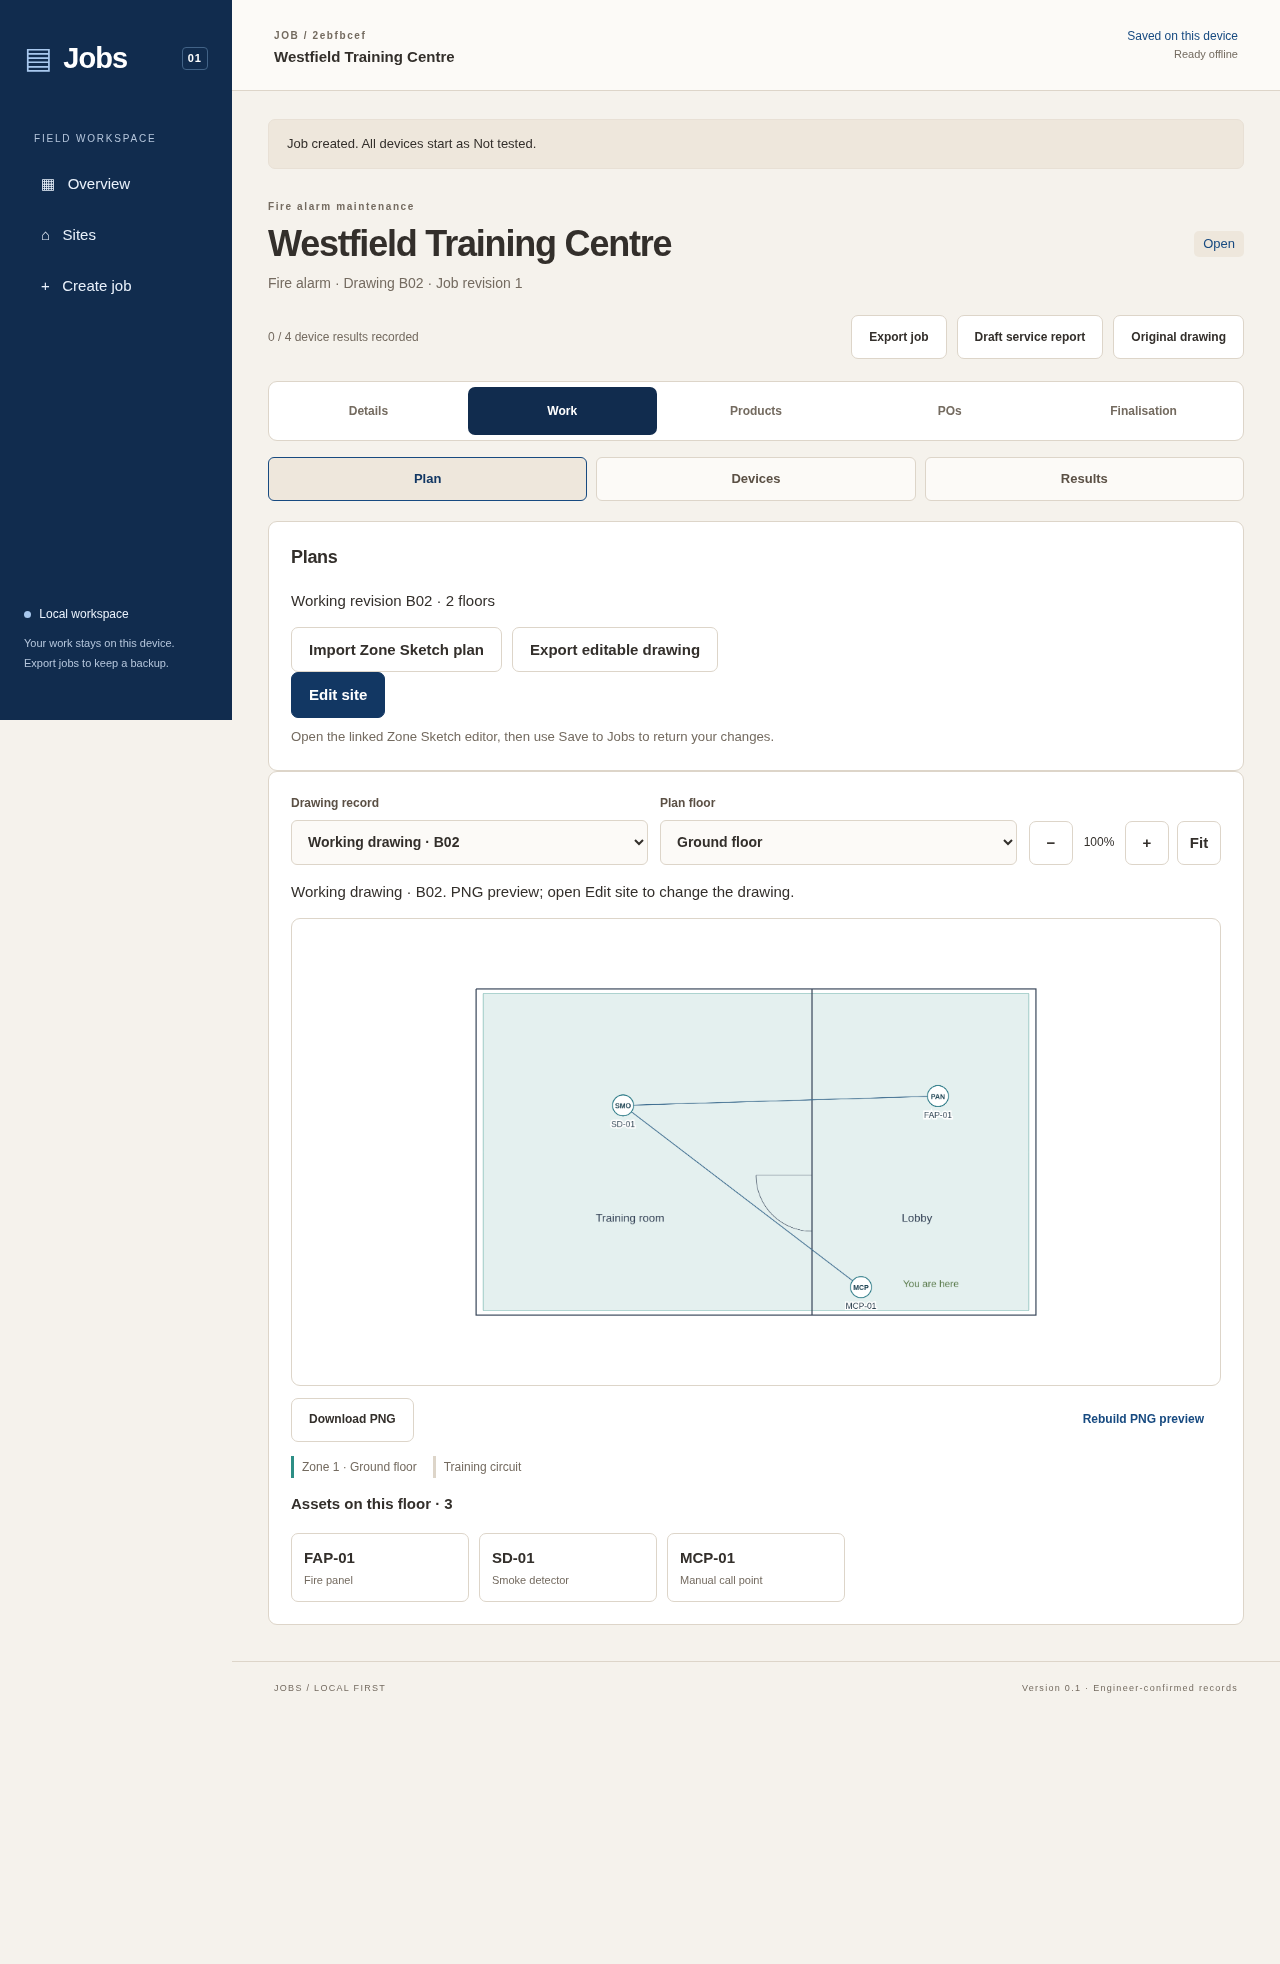 Jobs
01
FIELD WORKSPACE
Overview
Sites
+ Create job
Local workspace
Your work stays on this device.
Export jobs to keep a backup.
JOB / 2ebfbcef
Westfield Training Centre
Saved on this device
Ready offline
Job created. All devices start as Not tested.
Fire alarm maintenance
Westfield Training Centre
Open
Fire alarm · Drawing B02 · Job revision 1
0 / 4 device results recorded
Export job
Draft service report
Original drawing
Details
Work
Products
POs
Finalisation
Plan
Devices
Results
Plans
Working revision B02 · 2 floors
Import Zone Sketch plan
Export editable drawing
Edit site
Open the linked Zone Sketch editor, then use Save to Jobs to return your changes.
Drawing record
Plan floor
Working drawing · B02
Ground floor
−
100%
+
Fit
Working drawing · B02. PNG preview; open Edit site to change the drawing.
PAN
FAP-01
SMO
SD-01
Training room
Lobby
You are here
MCP
MCP-01
Download PNG
Rebuild PNG preview
Zone 1 · Ground floor
Training circuit
Assets on this floor · 3
FAP-01
Fire panel
SD-01
Smoke detector
MCP-01
Manual call point
JOBS / LOCAL FIRST
Version 0.1 · Engineer-confirmed records